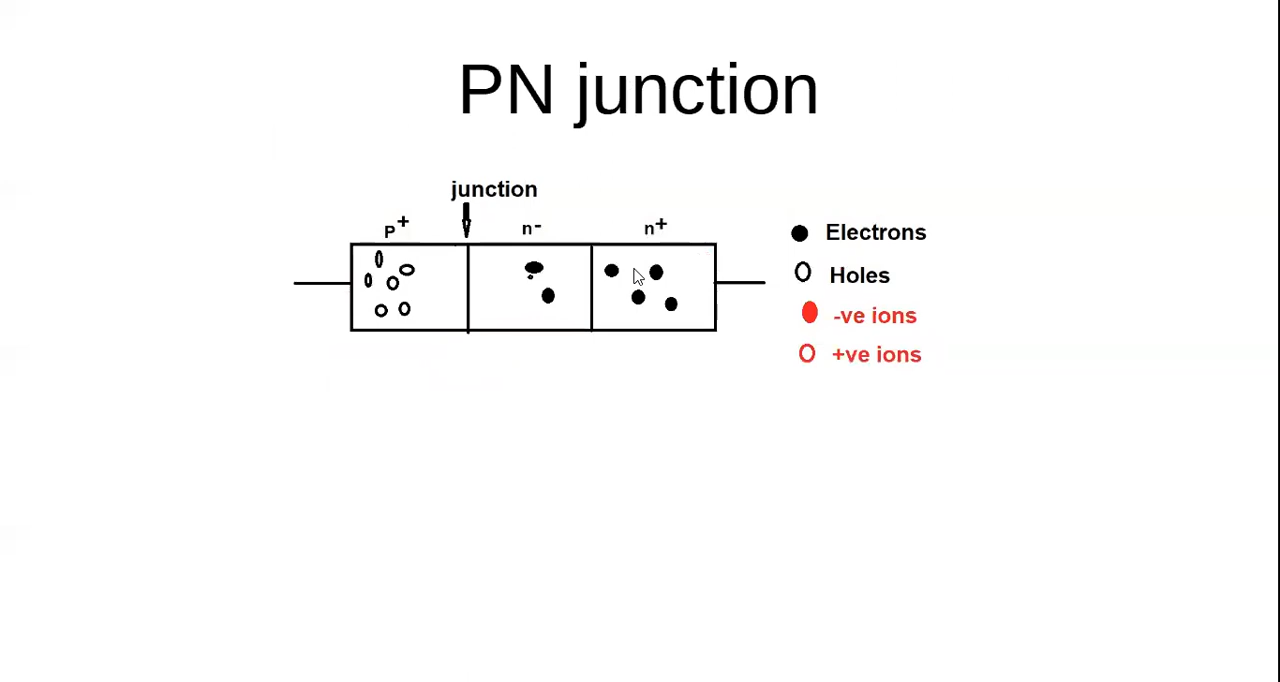 PN junction
junction
P+ n- n+
Electrons
Holes
-ve ions
+ve ions